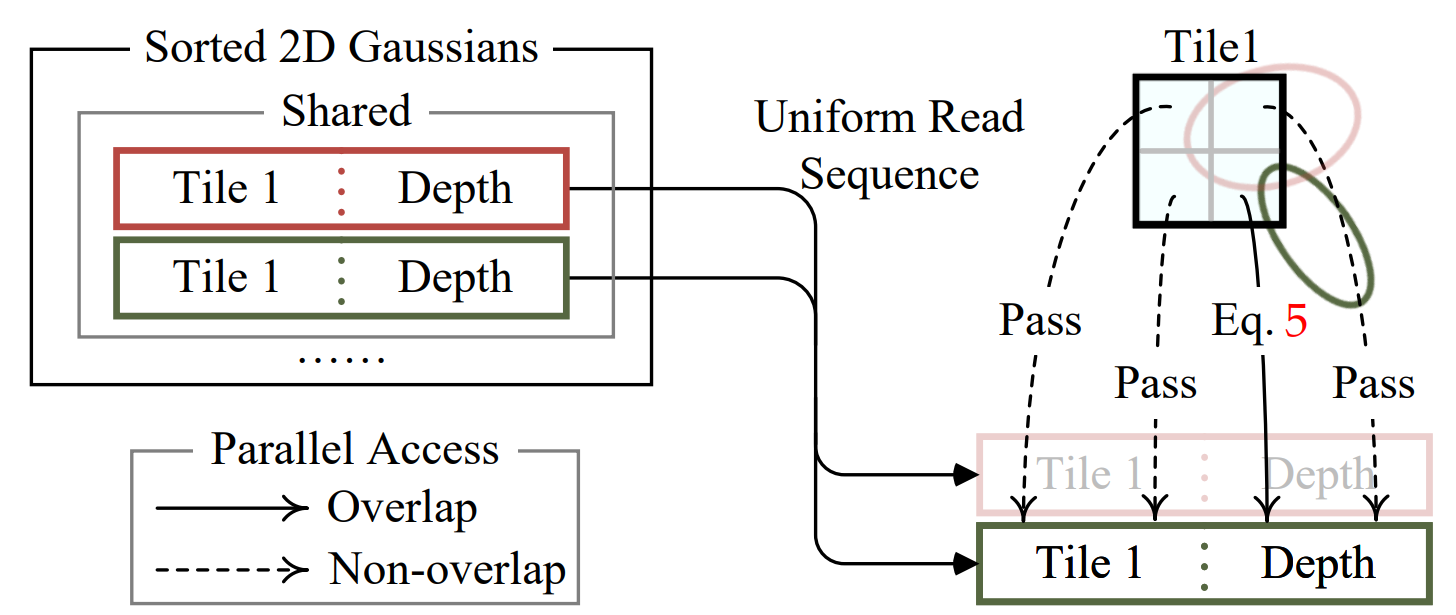 Sorted 2D Gaussians
Shared
Tile 1 Depth
Tile 1 Depth
......
Parallel Access
Overlap
Non-overlap
Uniform Read
Sequence
Tile1
Pass
Eq. 5
Pass
Pass
Tile 1 Depth
Tile 1 Depth